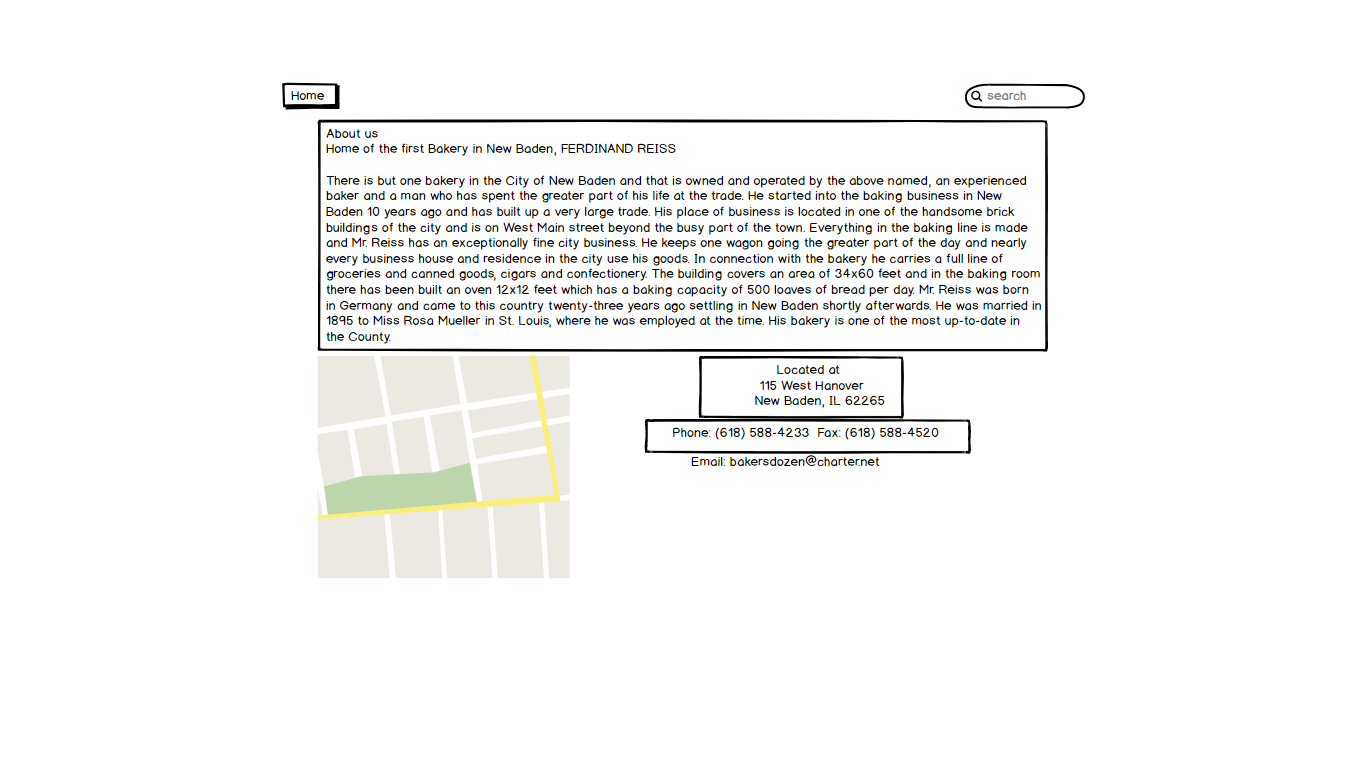 Home
search
About us
Home of the first Bakery in New Baden, FERDINAND REISS
There is but one bakery in the City of New Baden and that is owned and operated by the above named, an experienced
baker and a man who has spent the greater part of his life at the trade. He started into the baking business in New
Baden 10 years ago and has built up a very large trade. His place of business is located in one of the handsome brick
buildings of the city and is on West Main street beyond the busy part of the town. Everything in the baking line is made
and Mr. Reiss has an exceptionally fine city business. He keeps one wagon going the greater part of the day and nearly
every business house and residence in the city use his goods. In connection with the bakery he carries a full line of
groceries and canned goods, cigars and confectionery. The building covers an area of 34x60 feet and in the baking room
there has been built an oven 12x12 feet which has a baking capacity of 500 loaves of bread per day. Mr. Reiss was born
in Germany and came to this country twenty-three years ago settling in New Baden shortly afterwards. He was married in
1895 to Miss Rosa Mueller in St. Louis, where he was employed at the time. His bakery is one of the most up-to-date in
the County.
Located at
115 West Hanover
New Baden, IL 62265
Phone: (618) 588-4233  Fax: (618) 588-4520
Email: bakersdozen@charter.net